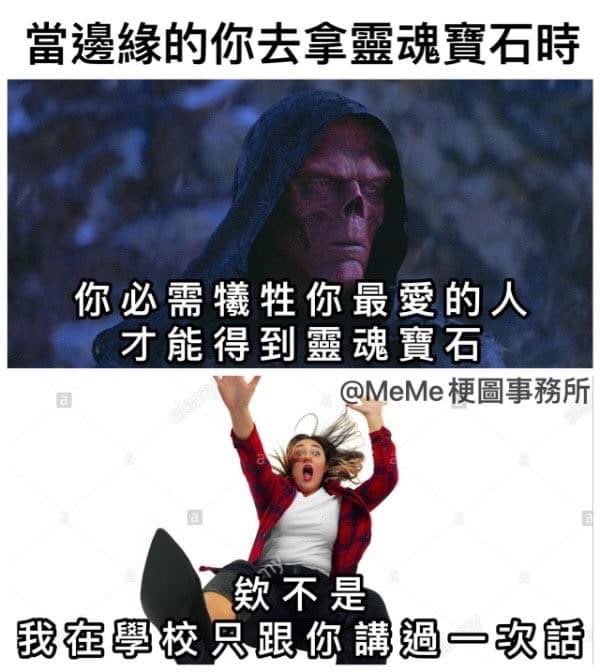 當邊緣的你去拿靈魂寶石時
你必需犧牲你最愛的人
才能得到靈魂寶石
@MeMe梗圖事務所
欸不是
我在學校只跟你講過一次話